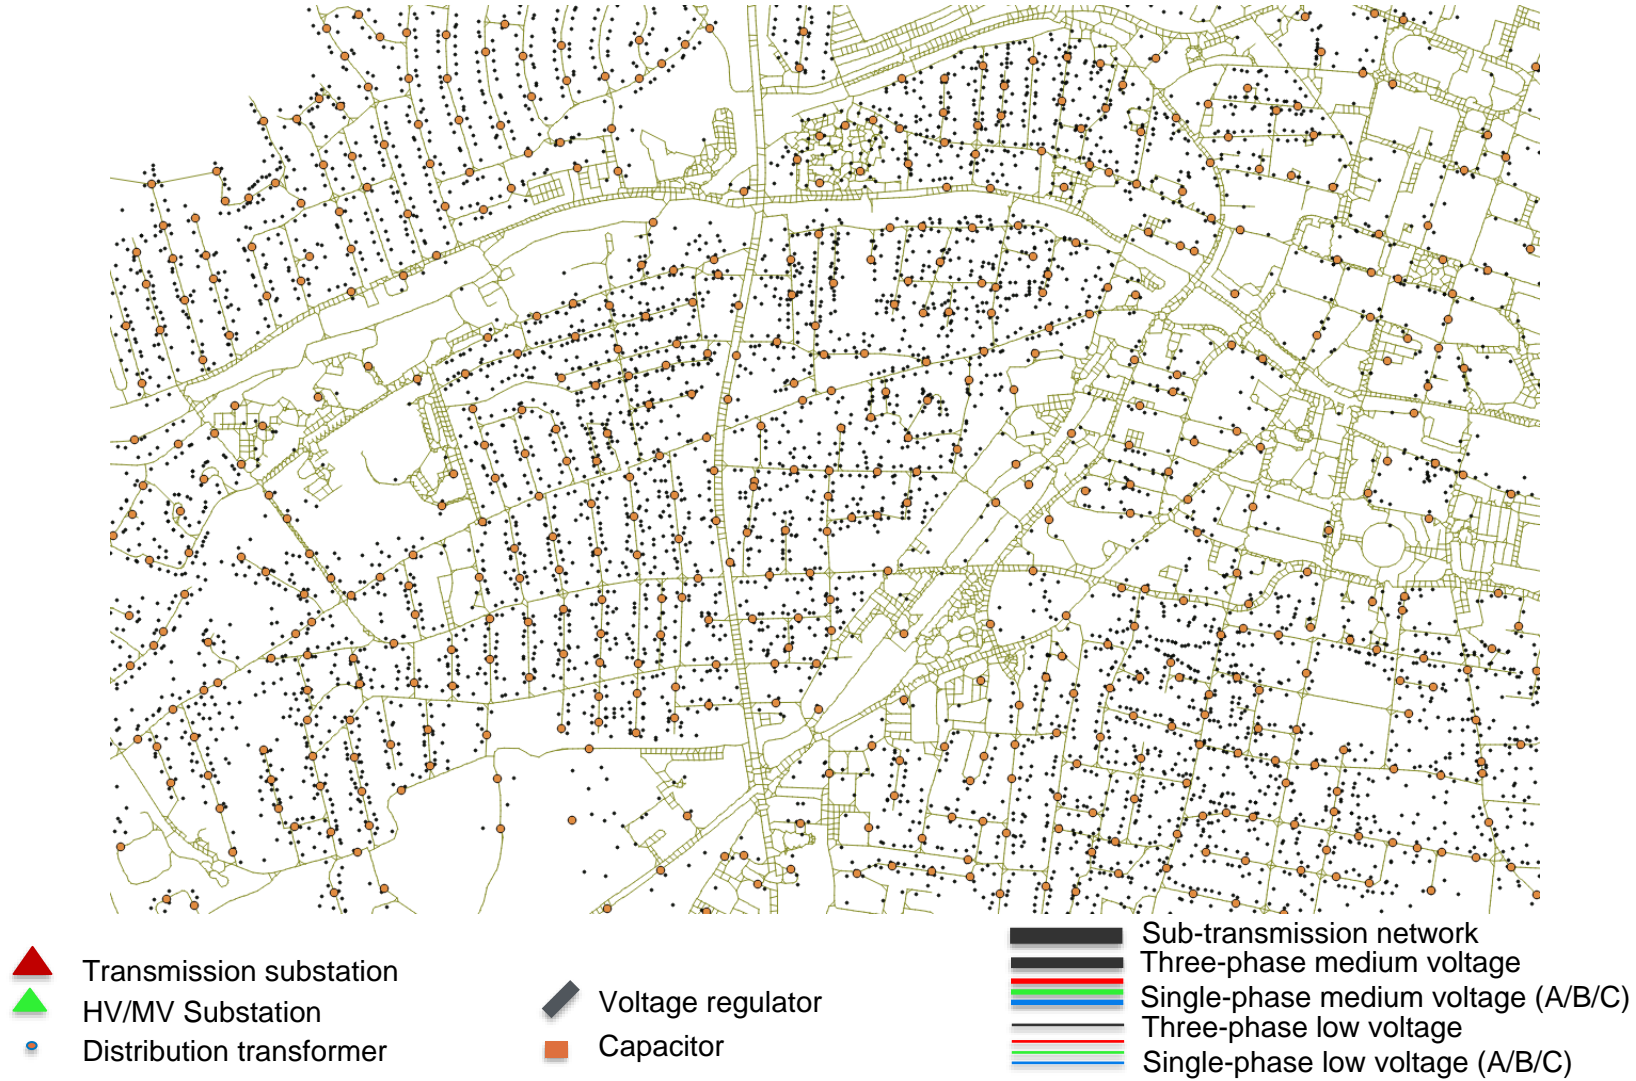 Transmission substation
HV/MV Substation
Distribution transformer
Voltage regulator
Capacitor
Sub-transmission network
Three-phase medium voltage
Single-phase medium voltage (A/B/C)
Three-phase low voltage
Single-phase low voltage (A/B/C)